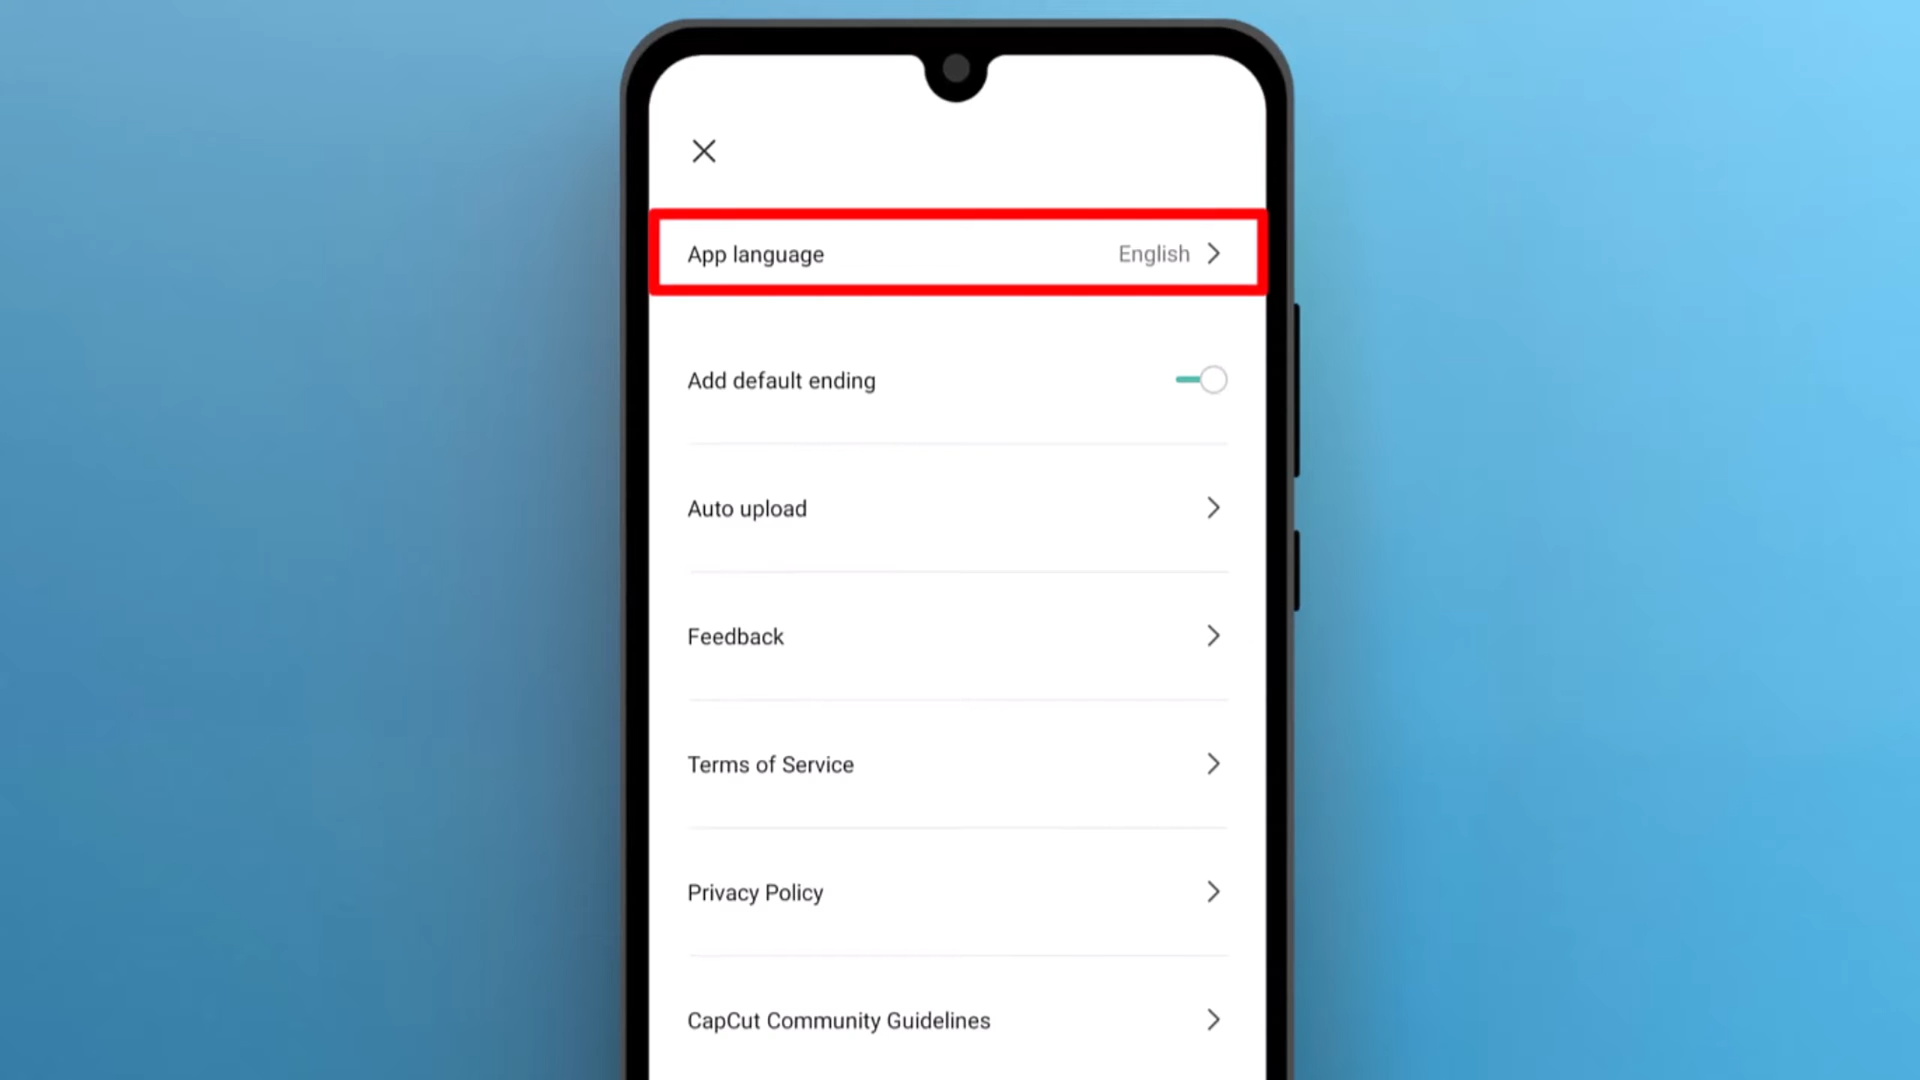 App language English
Add default ending
Auto upload
Feedback
Terms of Service
Privacy Policy
CapCut Community Guidelines